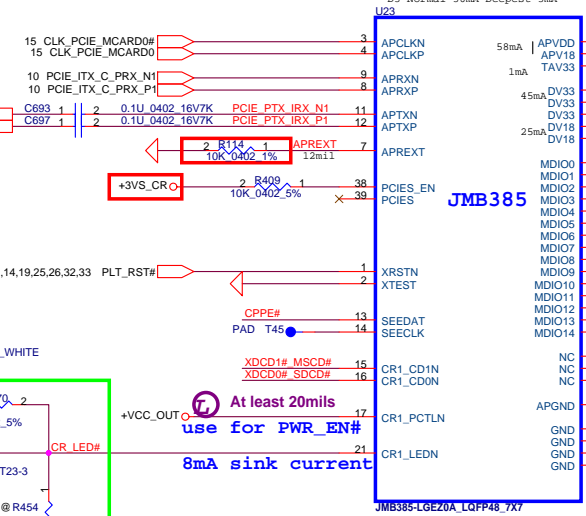 U23
15 CLK_PCIE_MCARD0# 3 APCLKN
15 CLK_PCIE_MCARD0 4 APCLKP
10 PCIE_ITX_C_PRX_N1 9 APRXN
10 PCIE_ITX_C_PRX_P1 8 APRXP
C693 1 2 0.1U_0402_16V7K PCIE_PTX_IRX_N1 11 APTXN
C697 1 2 0.1U_0402_16V7K PCIE_PTX_IRX_P1 12 APTXP
2 R114 1 APREXT 7 APREXT
10K_0402_1% 12mil
+3VS_CR 2 R409 1 38 PCIES_EN
10K_0402_5% 39 PCIES
JMB385
,14,19,25,26,32,33 PLT_RST# 1 XRSTN
2 XTEST
CPPE# 13 SEEDAT
PAD T45 14 SEECLK
XDCD1#_MSCD# 15 CR1_CD1N
XDCD0#_SDCD# 16 CR1_CD0N
_WHITE
L At least 20mils
+VCC_OUT 17 CR1_PCTLN
use for PWR_EN#
2
_5%
CR_LED# 21 CR1_LEDN
8mA sink current
T23-3
1
@ R454
58mA APVDD
APV18
1mA TAV33
45mA DV33
DV33
25mA DV18
DV18
MDIO0
MDIO1
MDIO2
MDIO3
MDIO4
MDIO5
MDIO6
MDIO7
MDIO8
MDIO9
MDIO10
MDIO11
MDIO12
MDIO13
MDIO14
NC
NC
NC
APGND
GND
GND
GND
GND
JMB385-LGEZ0A_LQFP48_7X7